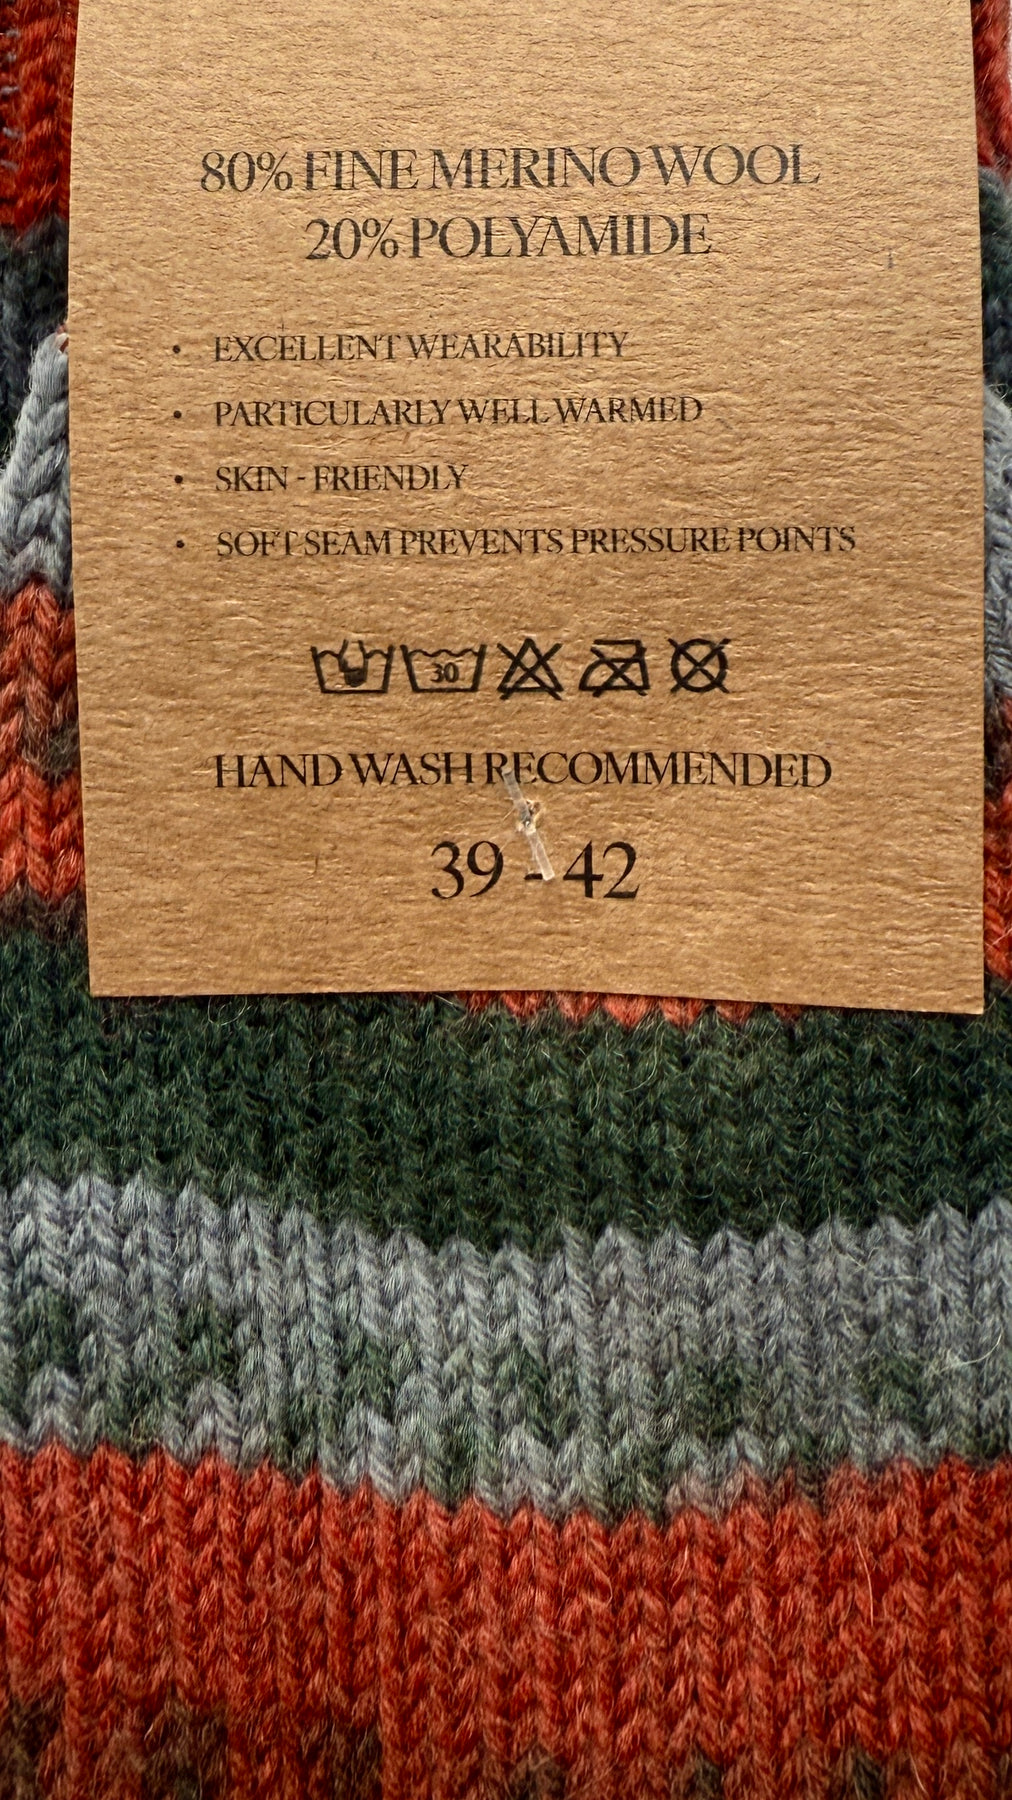 80% FINE MERINO WOOL
20% POLYAMIDE
• EXCELLENT WEARABILITY
• PARTICULARLY WELL WARMED
• SKIN - FRIENDLY
• SOFT SEAM PREVENTS PRESSURE POINTS
30
HAND WASH RECOMMENDED
39 - 42